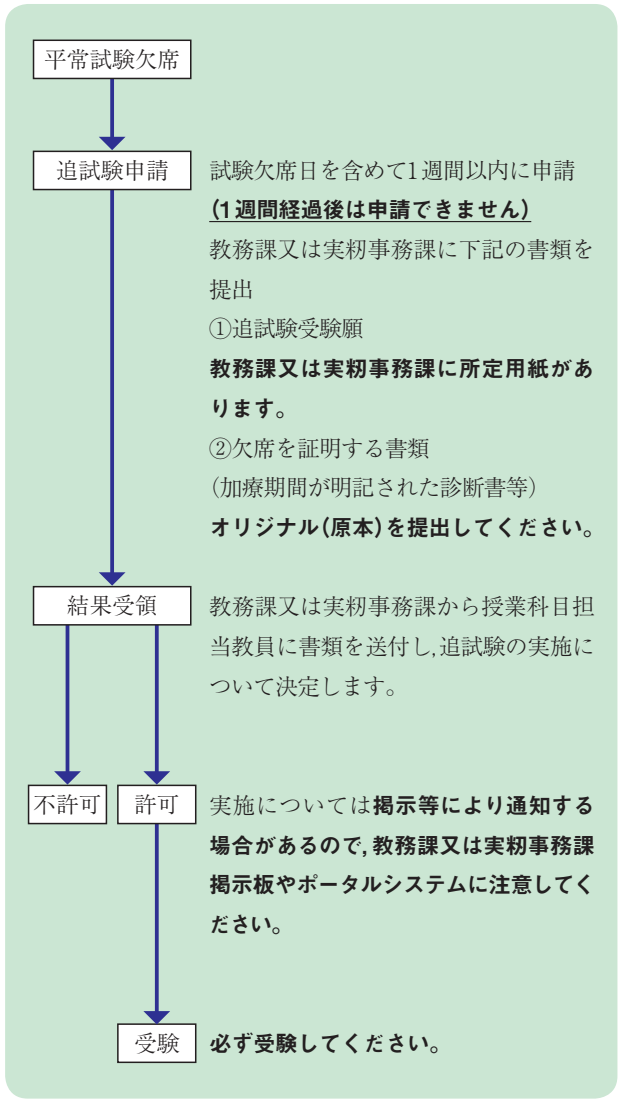 平常試験欠席
追試験申請
試験欠席日を含めて1週間以内に申請
(1週間経過後は申請できません)
教務課又は実籾事務課に下記の書類を
提出
①追試験受験願
教務課又は実籾事務課に所定用紙があ
ります。
②欠席を証明する書類
(加療期間が明記された診断書等)
オリジナル(原本)を提出してください。
結果受領
教務課又は実籾事務課から授業科目担
当教員に書類を送付し,追試験の実施に
ついて決定します。
不許可
許可
実施については掲示等により通知する
場合があるので,教務課又は実籾事務課
掲示板やポータルシステムに注意してく
ださい。
受験
必ず受験してください。